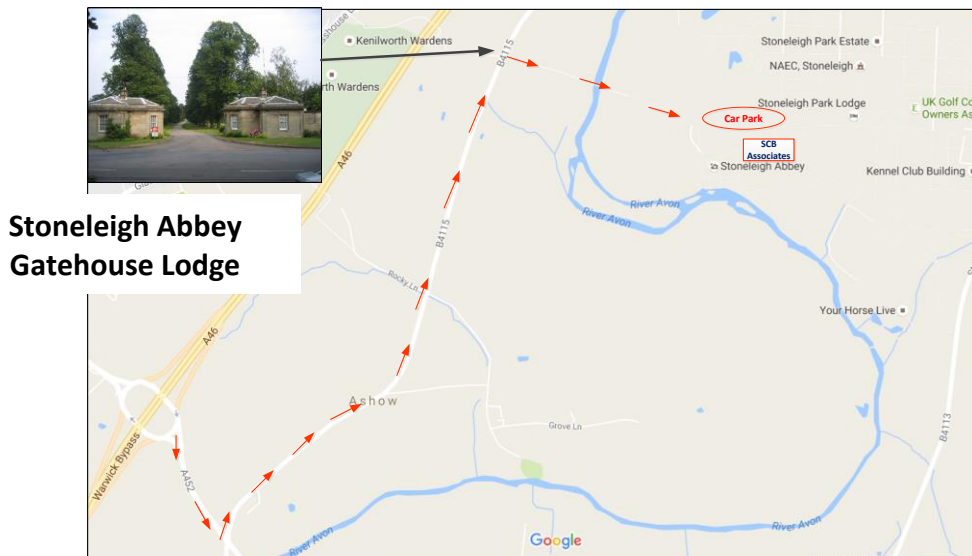 Kenilworth Wardens
Wardens
B4115
A46
Stoneleigh Park Estate
NAEC, Stoneleigh
Stoneleigh Park Lodge
UK Golf Co
Owners Ass
Car Park
SCB
Associates
Stoneleigh Abbey
Kennel Club Building
Stoneleigh Abbey
Gatehouse Lodge
River Avon
River Avon
B4115
Rocky Ln
A46
Your Horse Live
Ashow
Grove Ln
B4113
Warwick Bypass
A452
River Avon
River Avon
Google